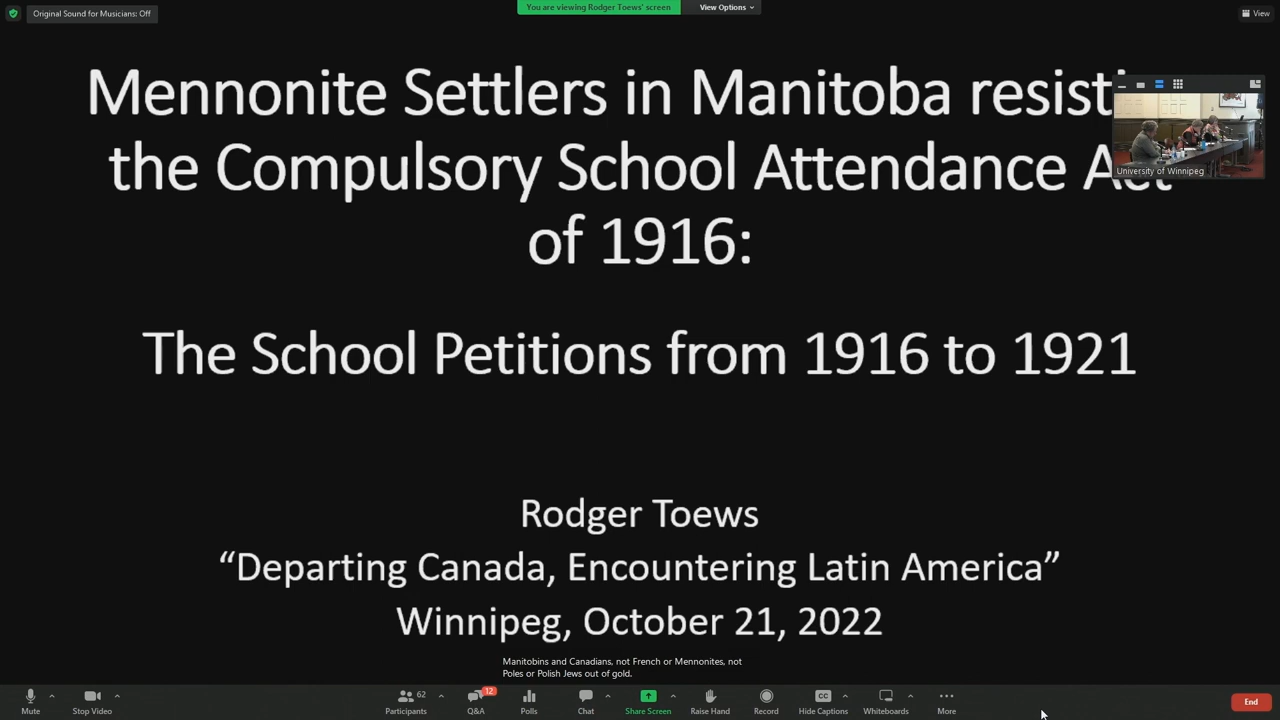 Original Sound for Musicians: Off
You are viewing Rodger Toews' screen
View Options
View
Mennonite Settlers in Manitoba resisti
the Compulsory School Attendance Act
of 1916:
The School Petitions from 1916 to 1921
University of Winnipeg
Rodger Toews
“Departing Canada, Encountering Latin America”
Winnipeg, October 21, 2022
Manitobins and Canadians, not French or Mennonites, not
Poles or Polish Jews out of gold.
Mute
Stop Video
62
Participants
12
Q&A
Polls
Chat
Share Screen
Raise Hand
Record
CC
Hide Captions
Whiteboards
More
End